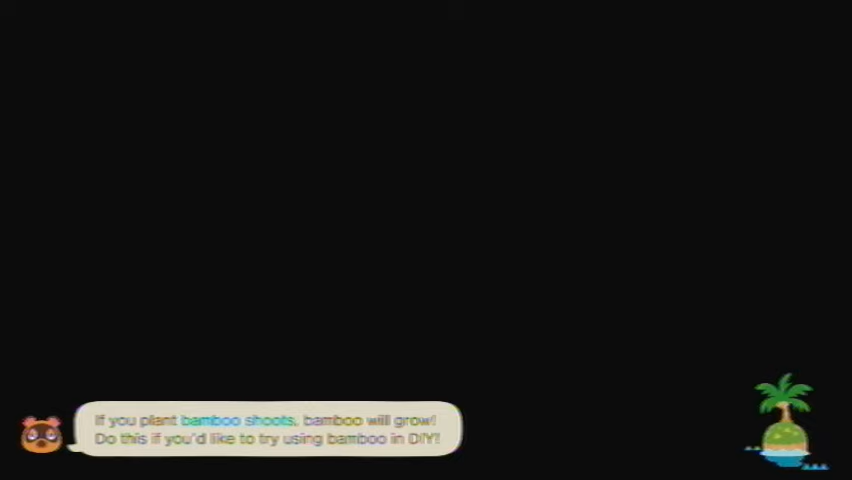 If you plant bamboo shoots, bamboo will grow!
Do this if you'd like to try using bamboo in DIY!